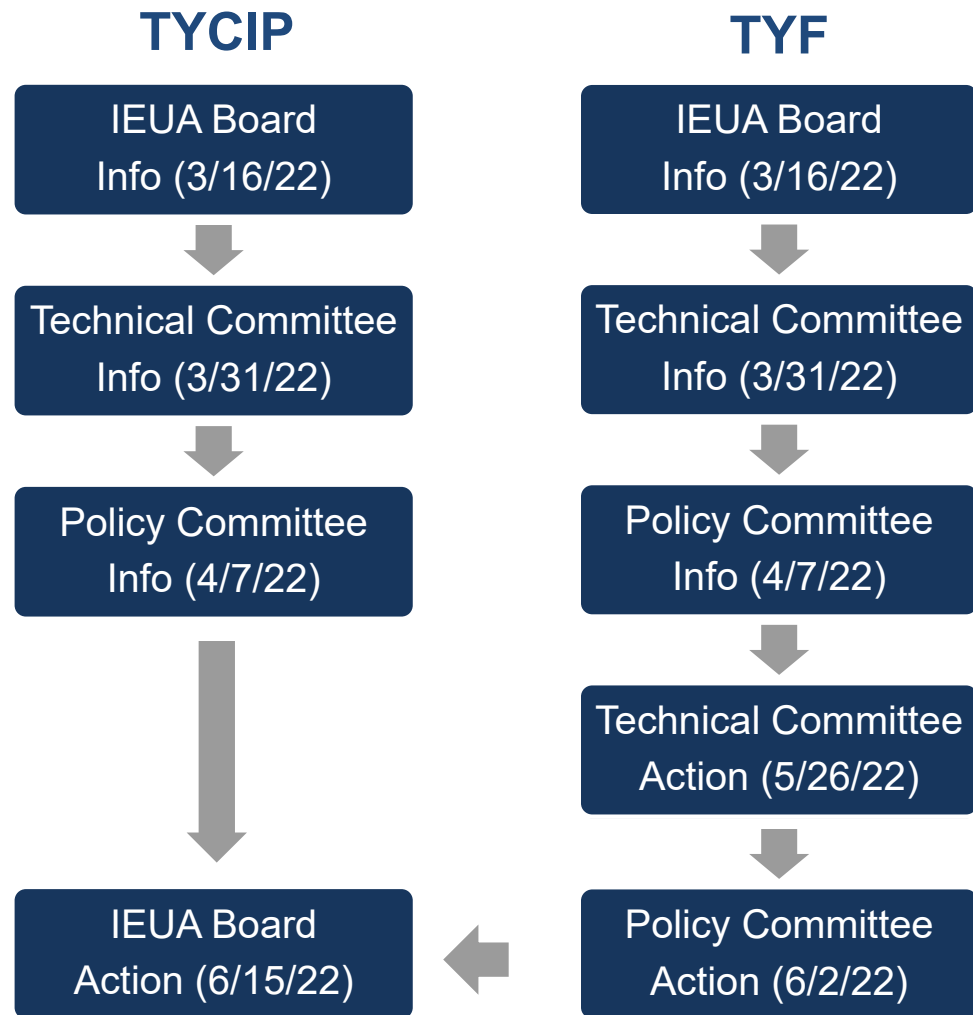 TYCIP
IEUA Board
Info (3/16/22)
Technical Committee
Info (3/31/22)
Policy Committee
Info (4/7/22)
IEUA Board
Action (6/15/22)
TYF
IEUA Board
Info (3/16/22)
Technical Committee
Info (3/31/22)
Policy Committee
Info (4/7/22)
Technical Committee
Action (5/26/22)
Policy Committee
Action (6/2/22)